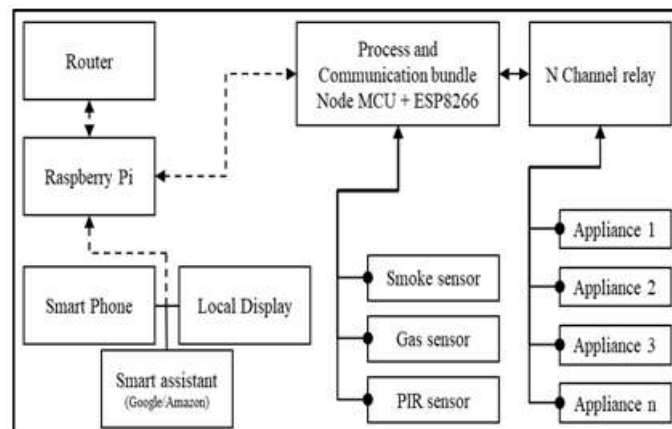 Router
Raspberry Pi
Smart Phone
Local Display
Smart assistant
(Google/Amazon)
Process and
Communication bundle
Node MCU + ESP8266
Smoke sensor
Gas sensor
PIR sensor
N Channel relay
Appliance 1
Appliance 2
Appliance 3
Appliance n